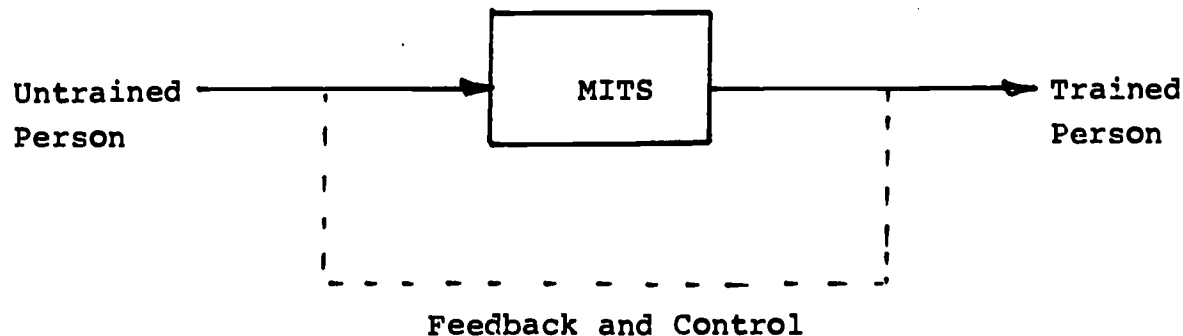 Untrained
Person
MITS
Trained
Person
Feedback and Control